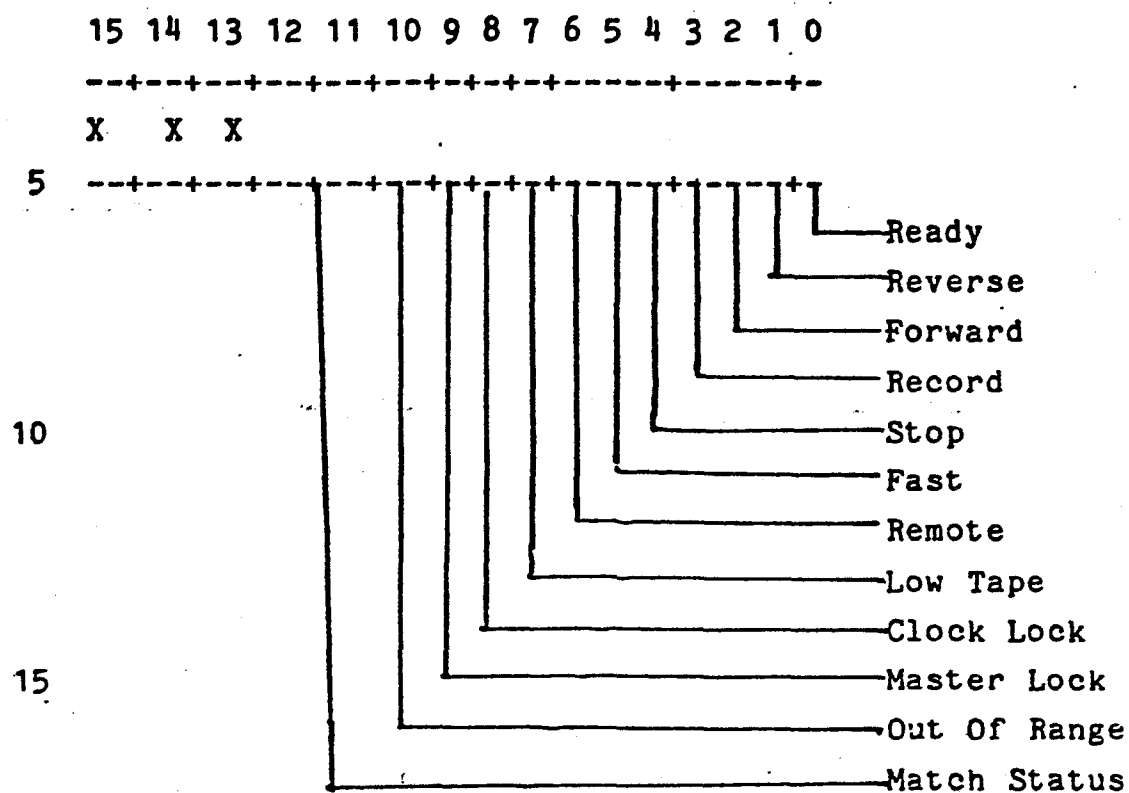 15 14 13 12 11 10 9 8 7 6 5 4 3 2 1 0
--+--+--+--+--+--+-+-+-+-+-----+-----+-
X X X
5 --+--+--+--+--+--+-+-+-+-+-----+-----+-
Ready
Reverse
Forward
Record
10 Stop
Fast
Remote
Low Tape
Clock Lock
15 Master Lock
Out Of Range
Match Status